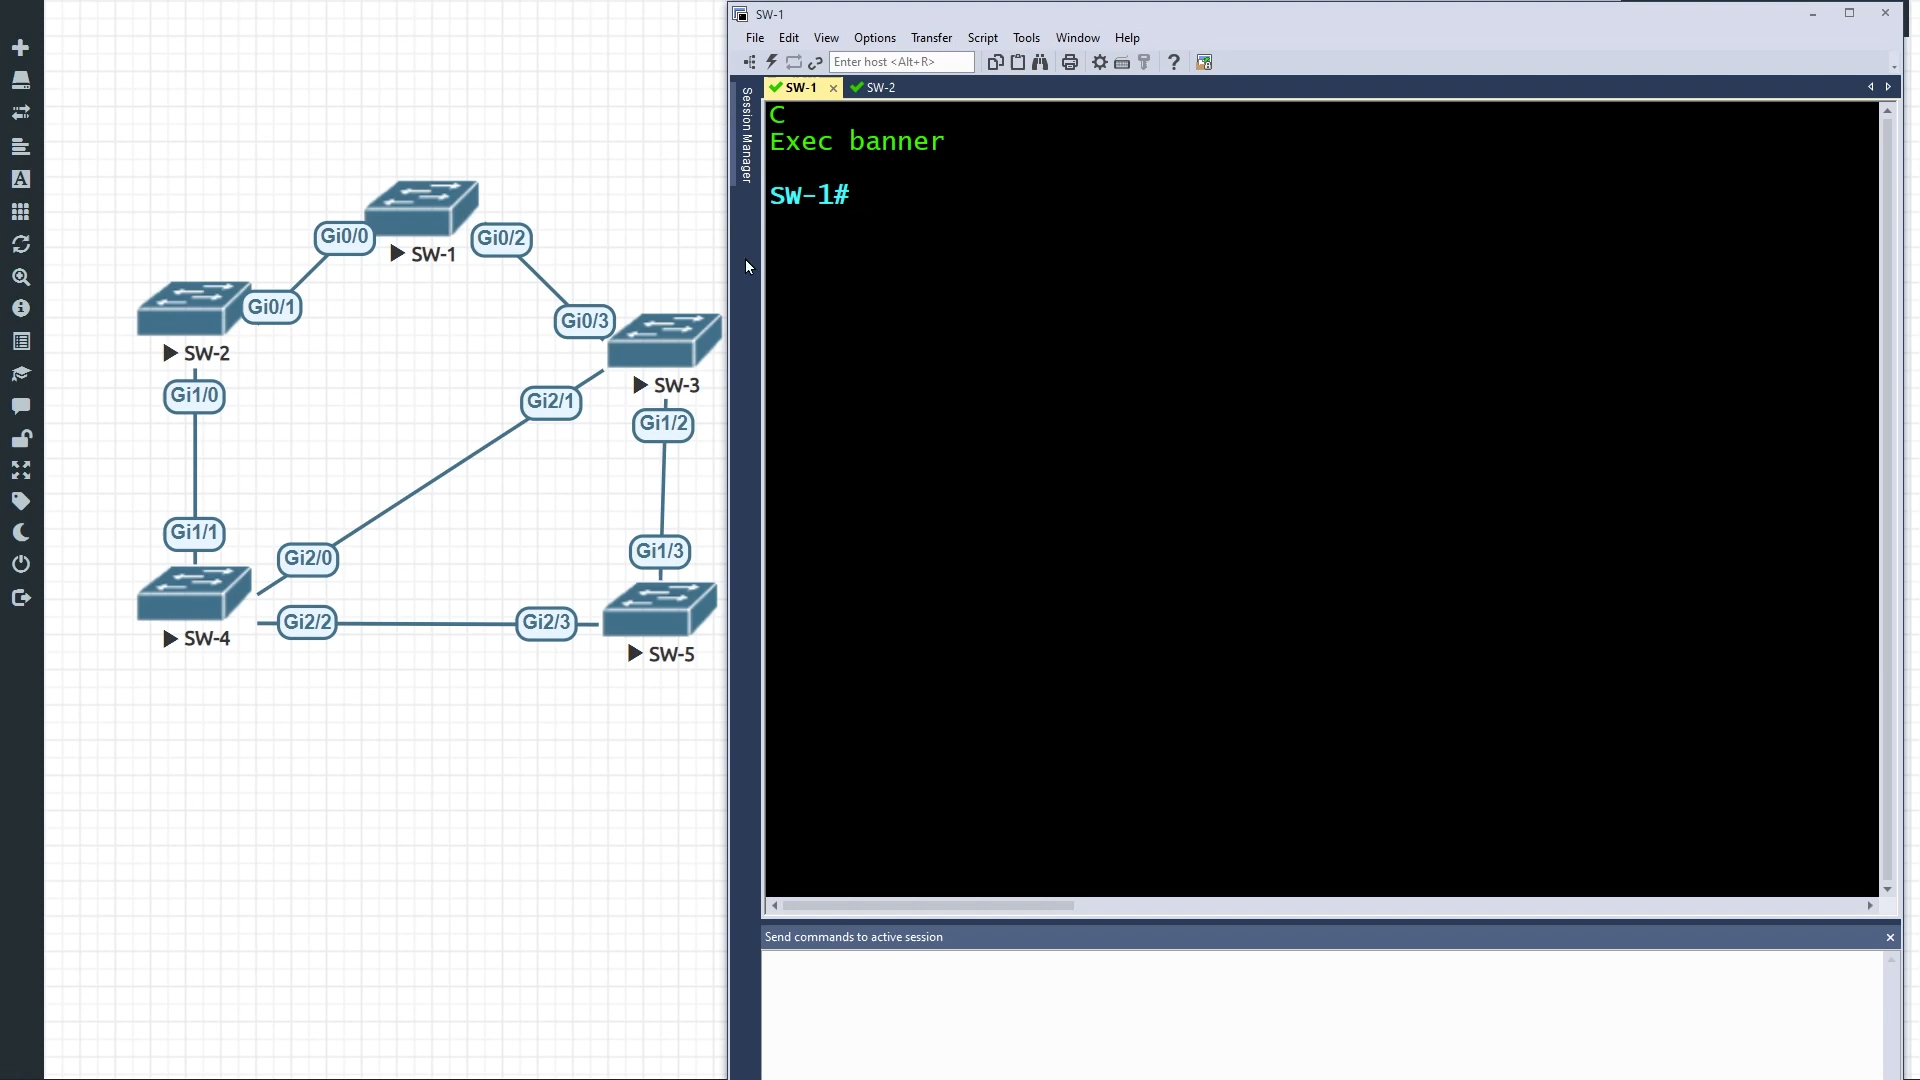 SW-1
File Edit View Options Transfer Script Tools Window Help
Enter host <Alt+R>
Session Manager
SW-1 SW-2
C
Exec banner
SW-1#
Send commands to active session
Gi0/0
SW-1
Gi0/2
Gi0/1
SW-2
Gi0/3
SW-3
Gi1/0
Gi2/1
Gi1/2
Gi1/1
Gi2/0
Gi1/3
SW-4
Gi2/2
Gi2/3
SW-5